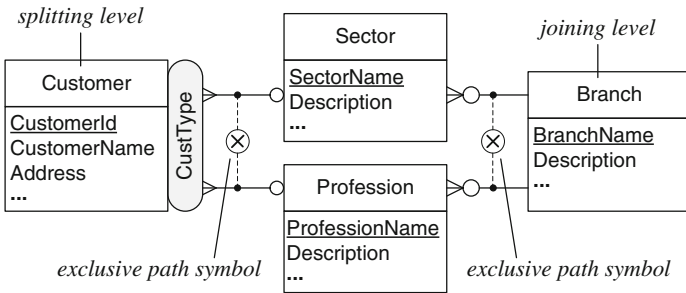 splitting level
Customer
CustomerId
CustomerName
Address
...
CustType
Sector
SectorName
Description
...
Profession
ProfessionName
Description
...
joining level
Branch
BranchName
Description
...
exclusive path symbol
exclusive path symbol